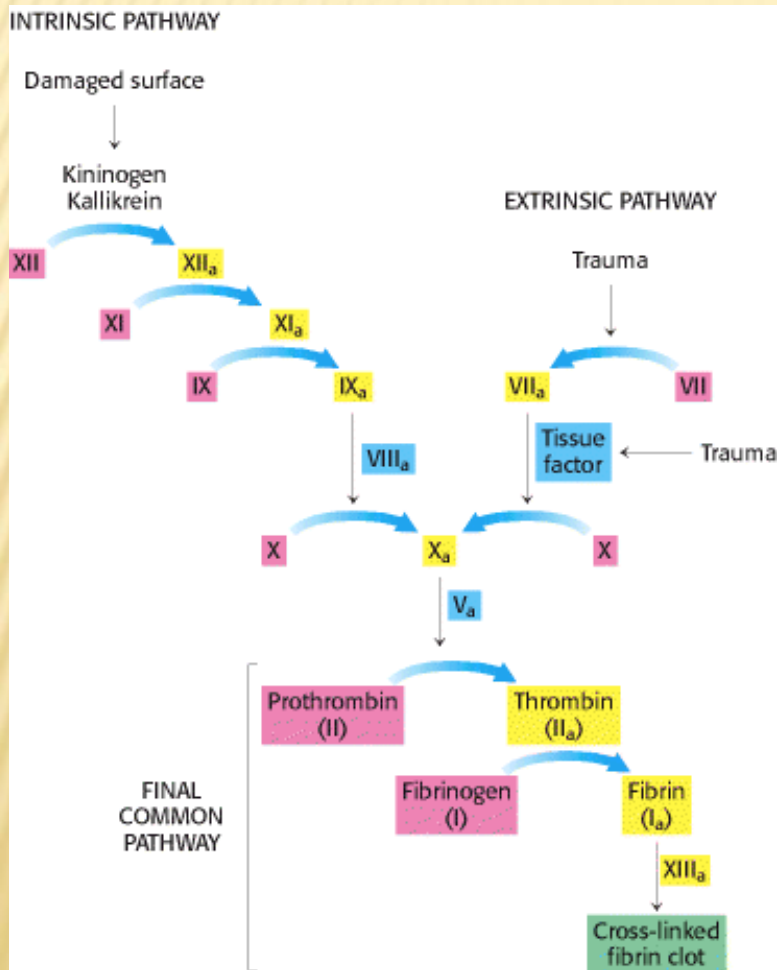 INTRINSIC PATHWAY
Damaged surface
Kininogen
Kallikrein
EXTRINSIC PATHWAY
XII
XIIa
Trauma
XI
XIa
IX
IXa
VIIa
VII
VIIIa
Tissue
factor
Trauma
X
Xa
X
Va
Prothrombin
(II)
Thrombin
(IIa)
FINAL
COMMON
PATHWAY
Fibrinogen
(I)
Fibrin
(Ia)
XIIIa
Cross-linked
fibrin clot